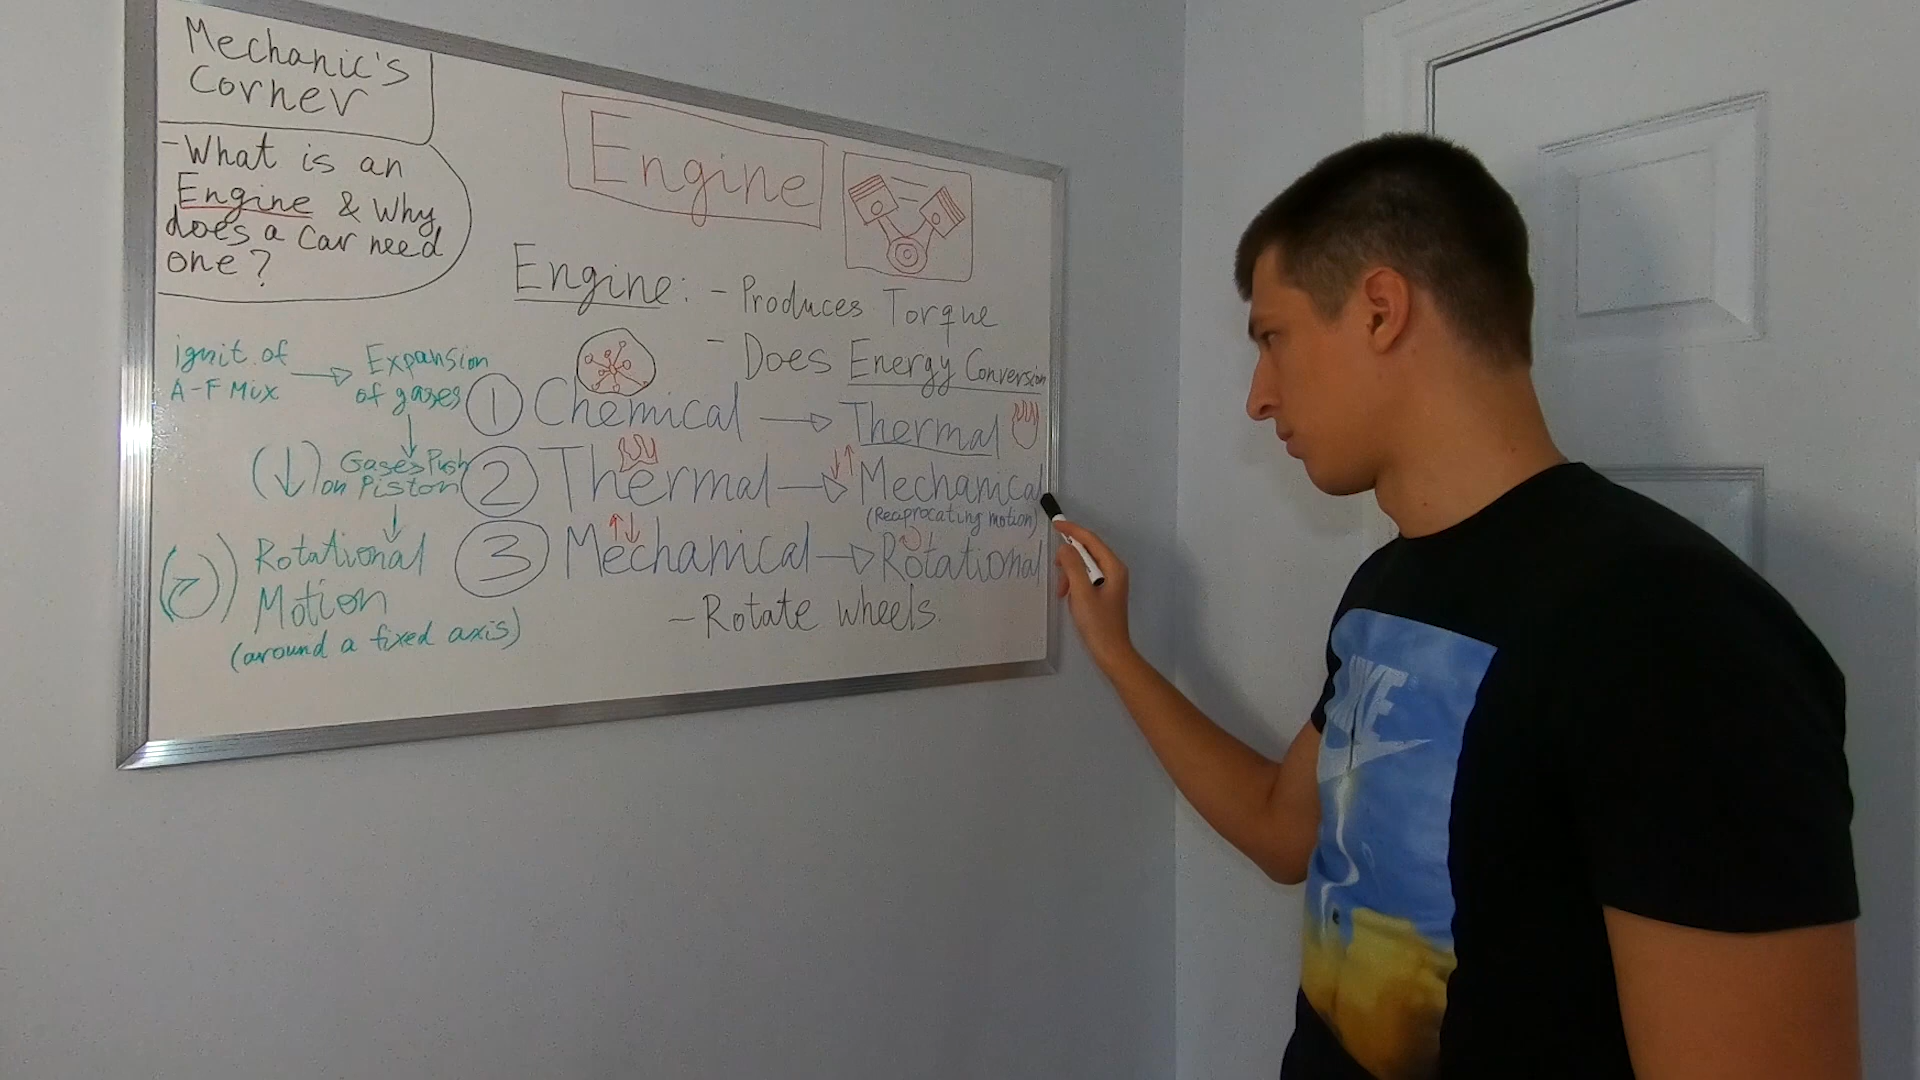 Mechanic's
Corner
-What is an
Engine & Why
does a Car need
one?
Engine
Engine: - Produces Torque
- Does Energy Conversion
① Chemical → Thermal
② Thermal → Mechanical
(Reciprocating motion)
③ Mechanical → Rotational
- Rotate wheels.
ignit. of
A-F Mix → Expansion
of gases
(↓) Gases Push
on Piston
Rotational
Motion
(around a fixed axis)
NIKE